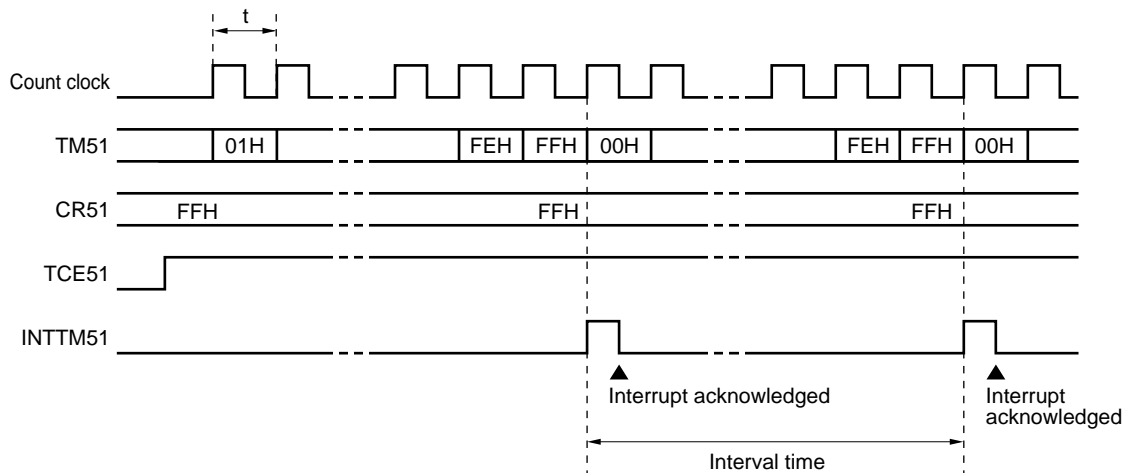 t
Count clock
TM51 01H FEH FFH 00H FEH FFH 00H
CR51 FFH FFH FFH
TCE51
INTTM51
Interrupt acknowledged
Interrupt
acknowledged
Interval time